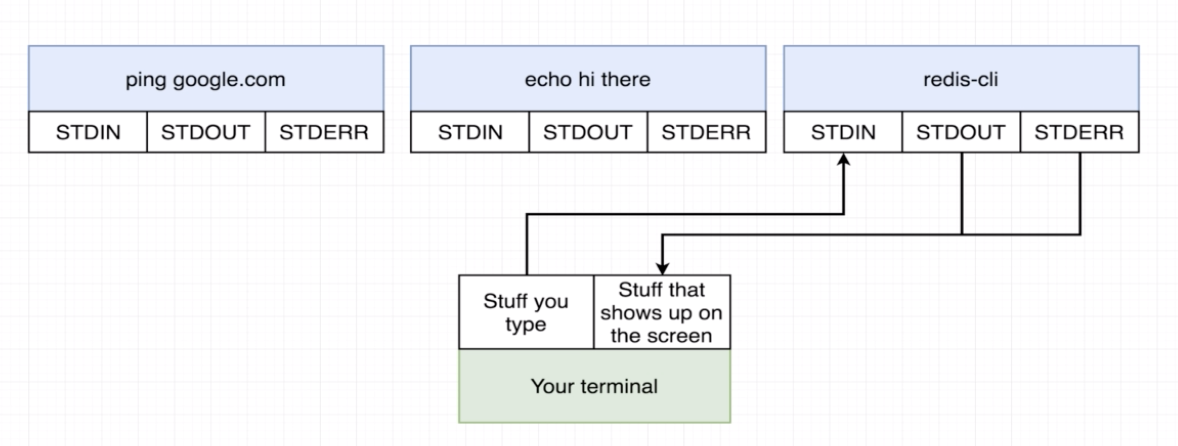 ping google.com
echo hi there
redis-cli
STDIN
STDOUT
STDERR
STDIN
STDOUT
STDERR
STDIN
STDOUT
STDERR
Stuff you
type
Stuff that
shows up on
the screen
Your terminal